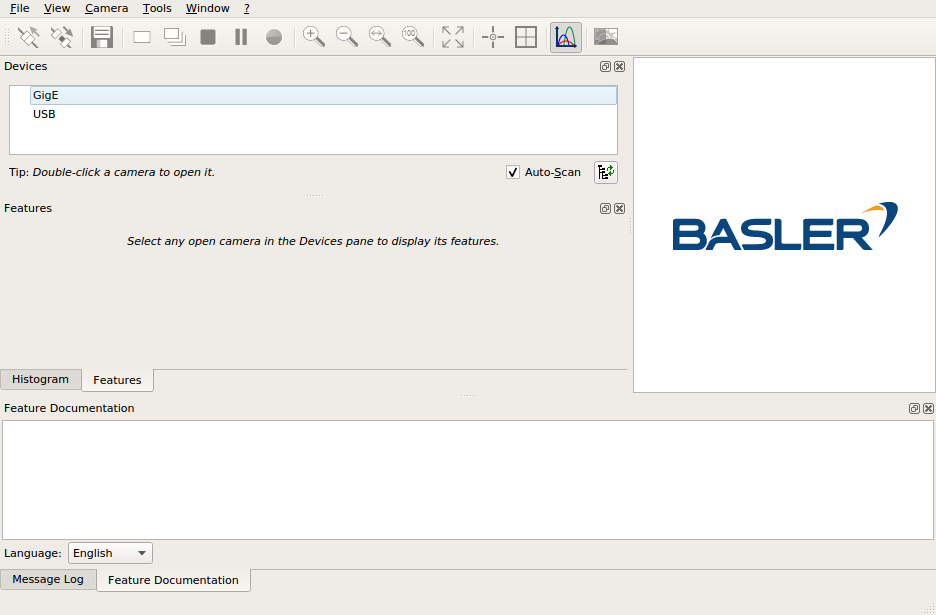 File View Camera Tools Window ?
100
Devices
GigE
USB
Tip: Double-click a camera to open it.
Auto-Scan
Features
Select any open camera in the Devices pane to display its features.
BASLER
Histogram Features
Feature Documentation
Language: English
Message Log Feature Documentation